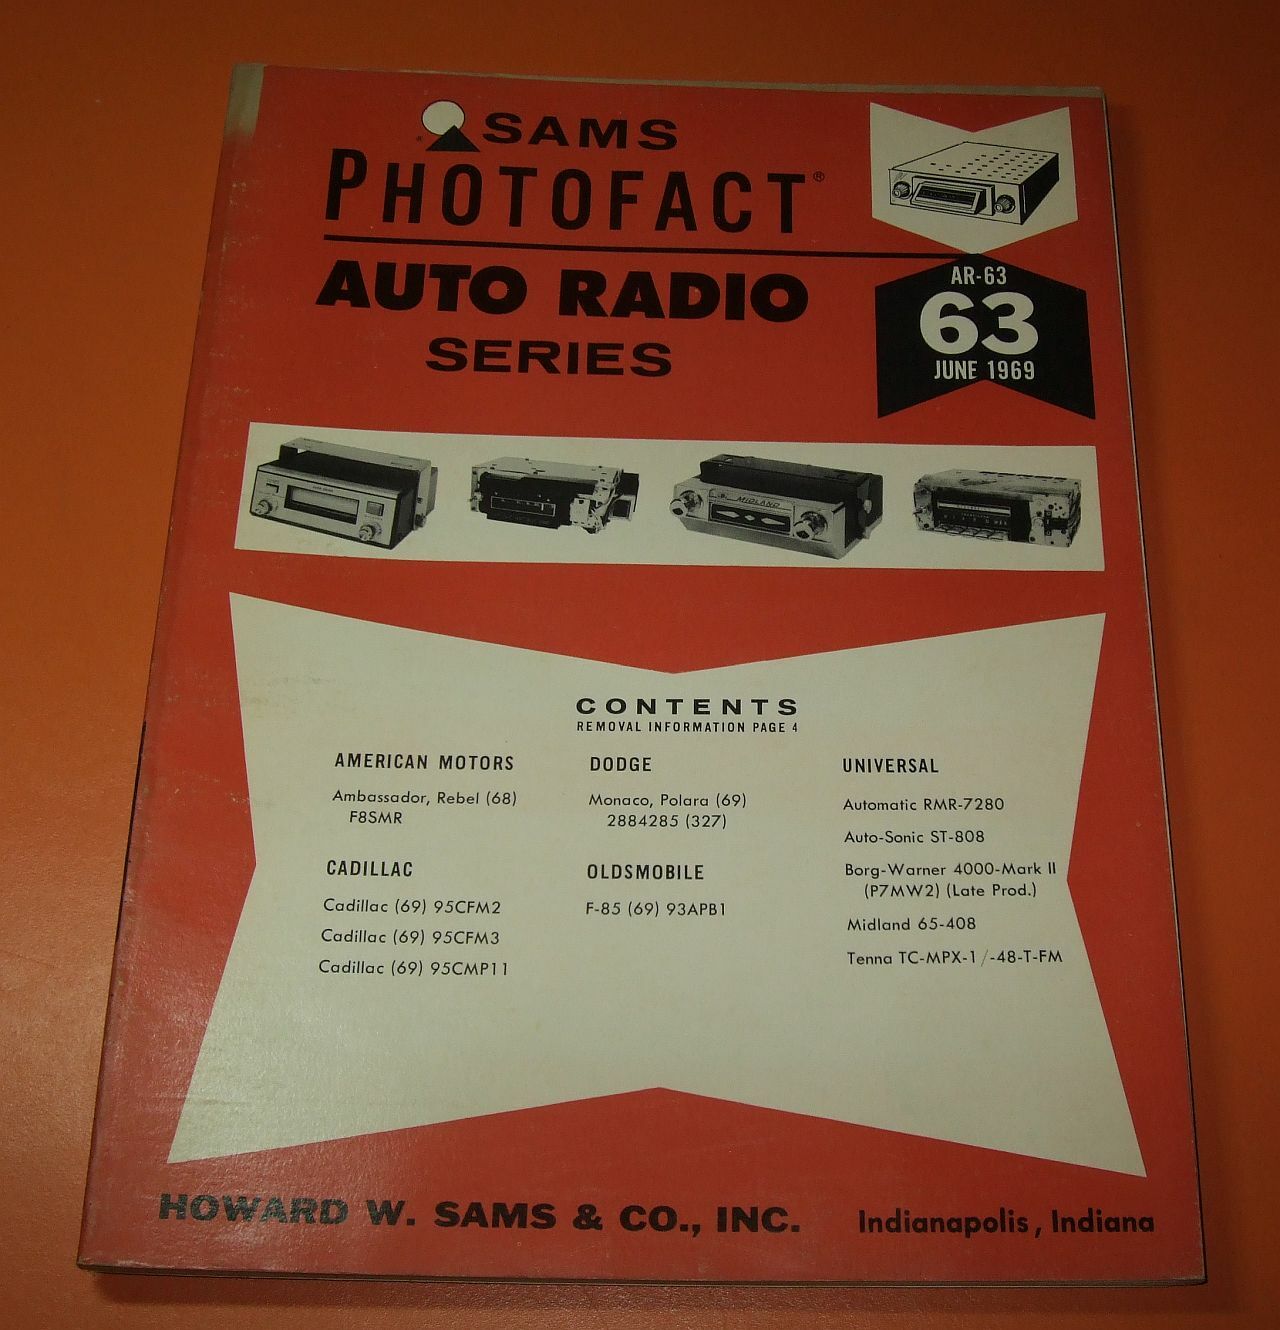 SAMS
PHOTOFACT®
AUTO RADIO
SERIES
AR-63
63
JUNE 1969
MIDLAND
CONTENTS
REMOVAL INFORMATION PAGE 4
AMERICAN MOTORS
Ambassador, Rebel (68)
F8SMR
CADILLAC
Cadillac (69) 95CFM2
Cadillac (69) 95CFM3
Cadillac (69) 95CMP11
DODGE
Monaco, Polara (69)
2884285 (327)
OLDSMOBILE
F-85 (69) 93APB1
UNIVERSAL
Automatic RMR-7280
Auto-Sonic ST-808
Borg-Warner 4000-Mark II
(P7MW2) (Late Prod.)
Midland 65-408
Tenna TC-MPX-1/-48-T-FM
HOWARD W. SAMS & CO., INC. Indianapolis, Indiana